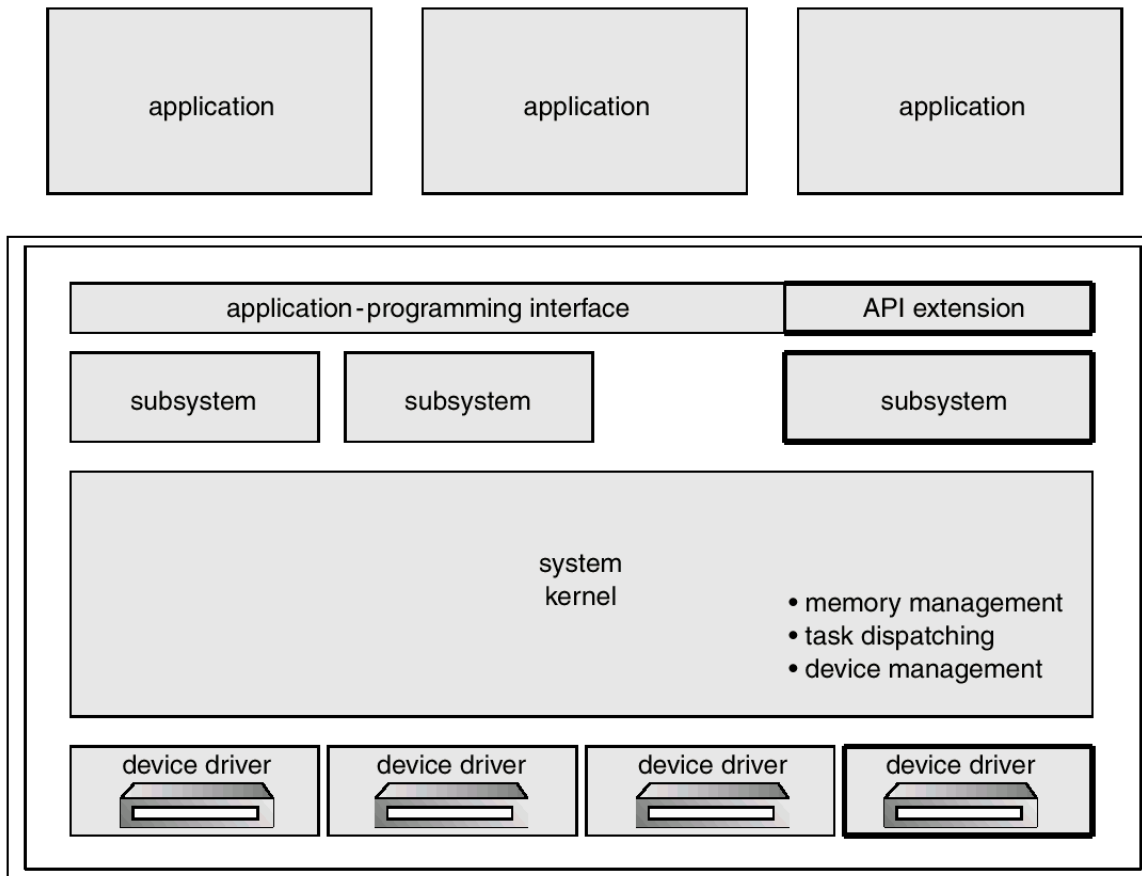 application
application
application
application-programming interface
API extension
subsystem
subsystem
subsystem
system
kernel
• memory management
• task dispatching
• device management
device driver
device driver
device driver
device driver